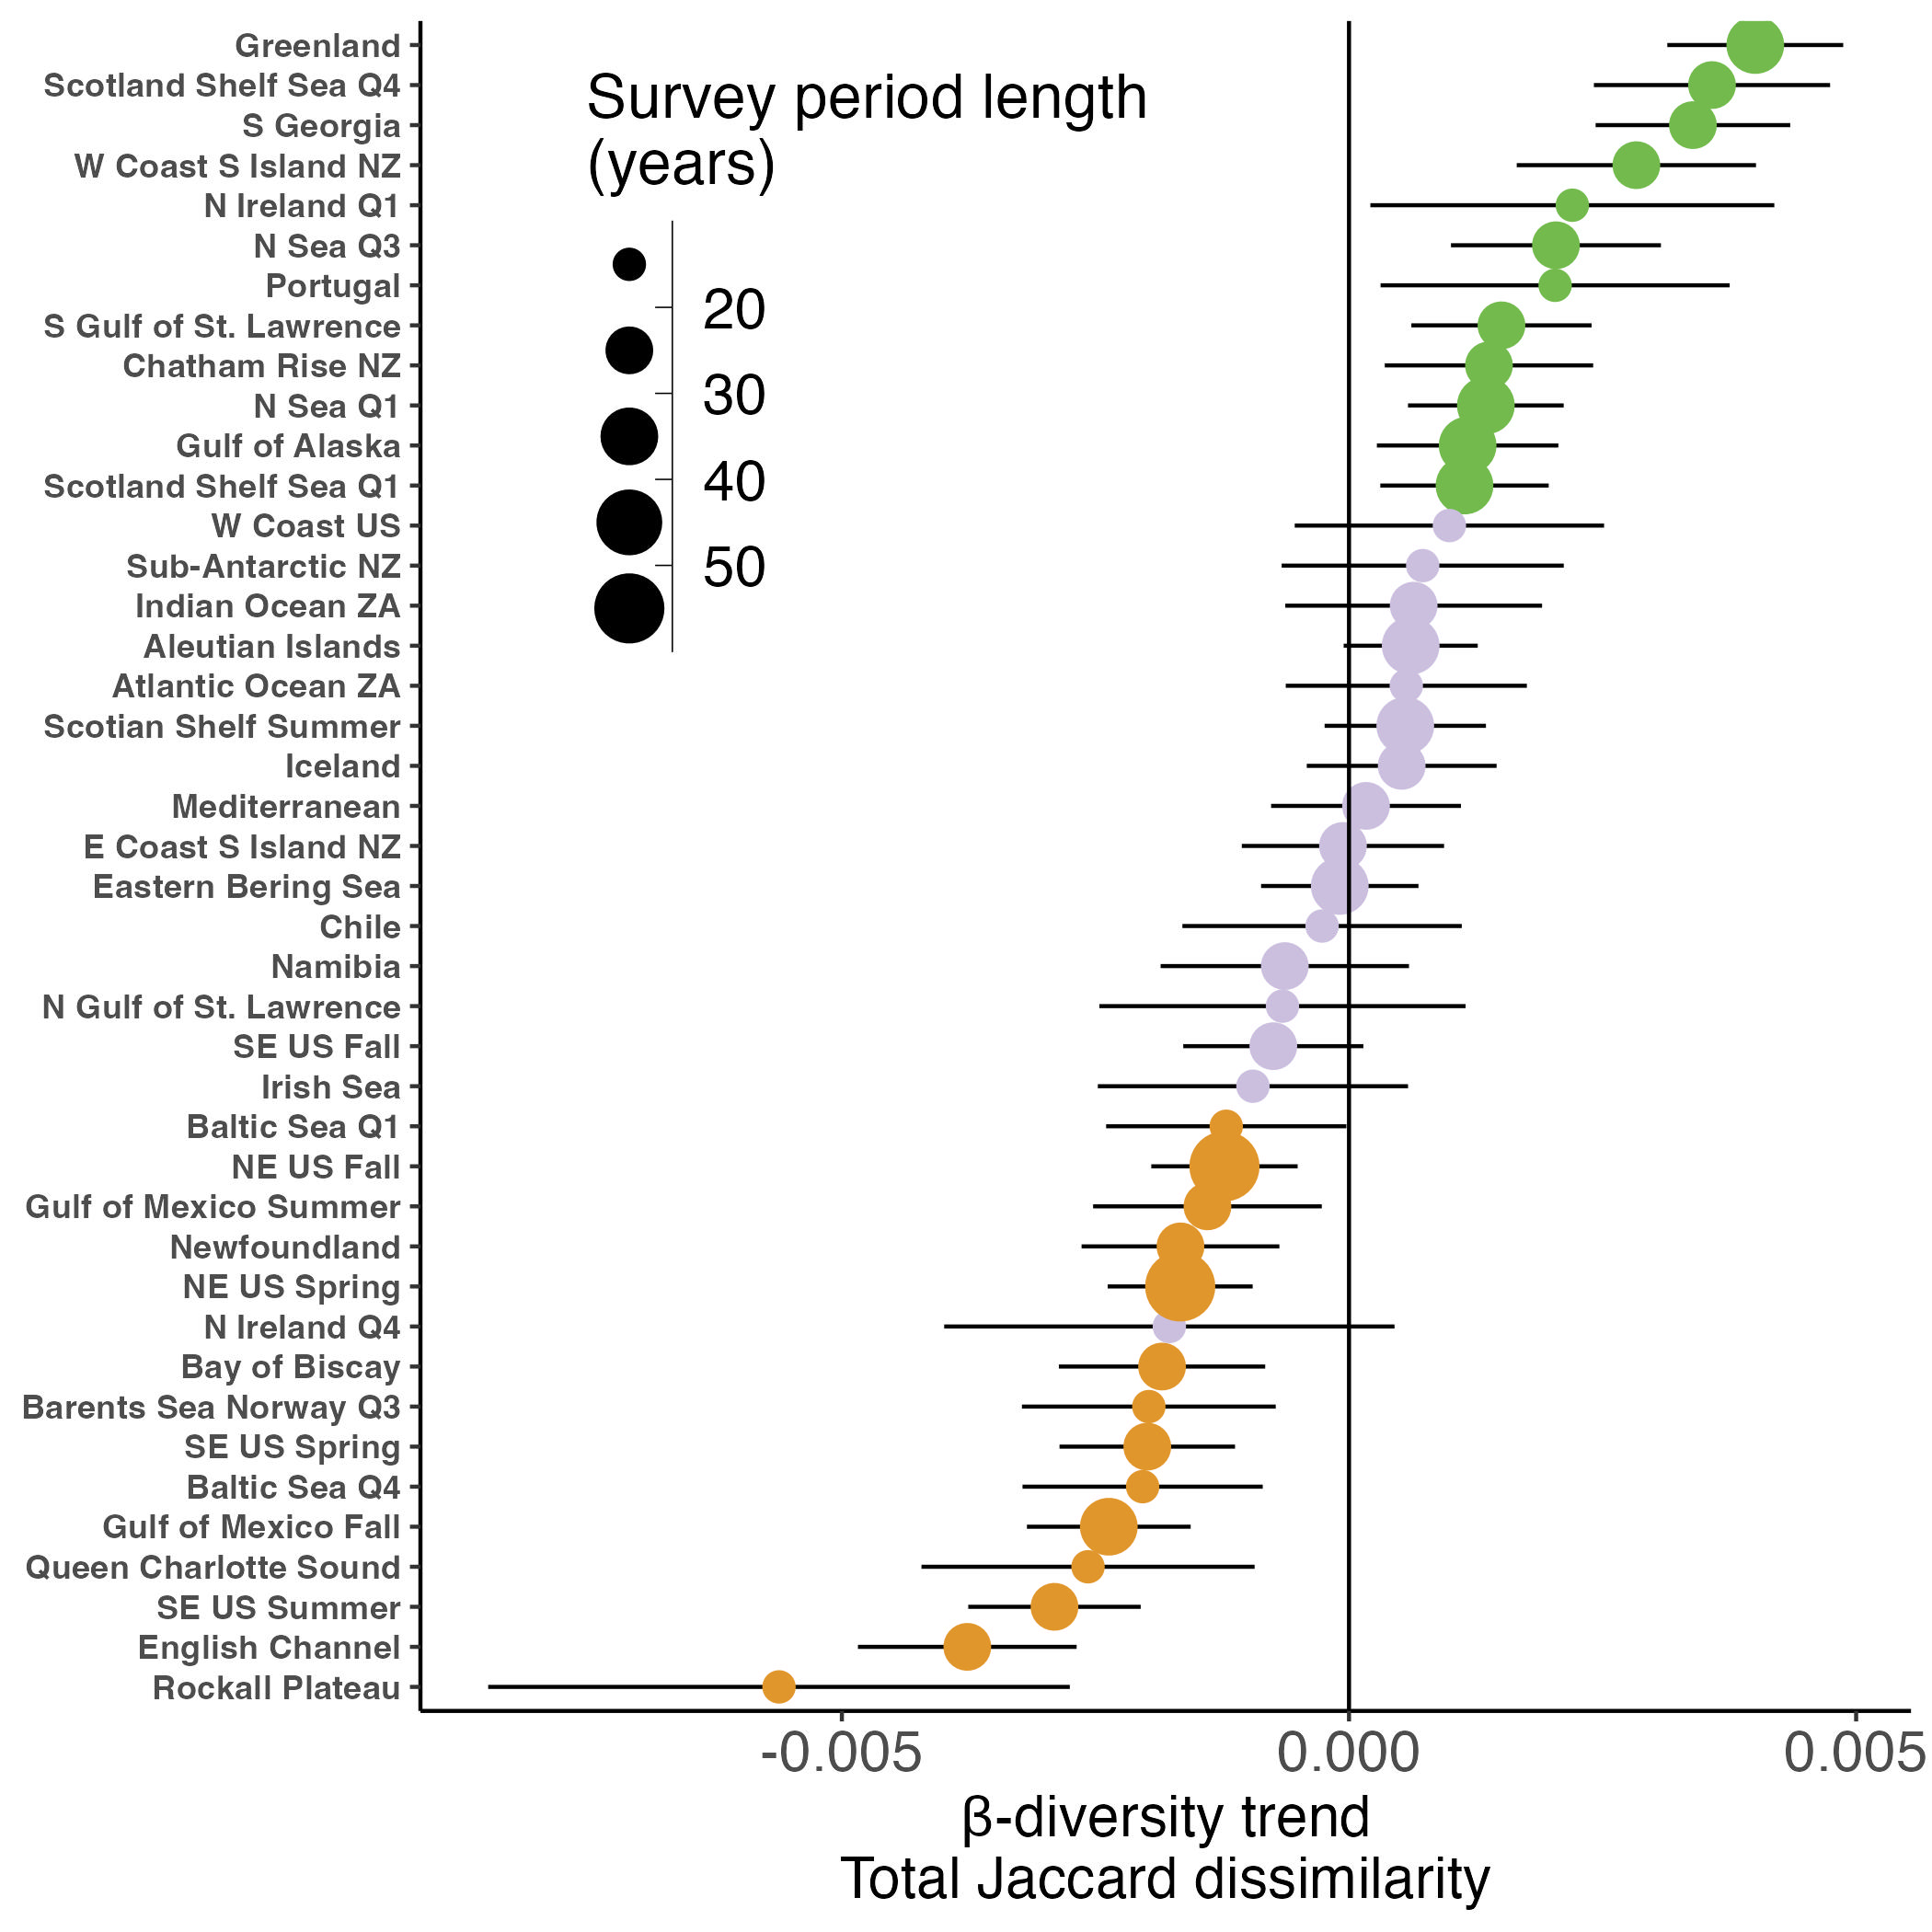 Greenland
Scotland Shelf Sea Q4
S Georgia
W Coast S Island NZ
N Ireland Q1
N Sea Q3
Portugal
S Gulf of St. Lawrence
Chatham Rise NZ
N Sea Q1
Gulf of Alaska
Scotland Shelf Sea Q1
W Coast US
Sub-Antarctic NZ
Indian Ocean ZA
Aleutian Islands
Atlantic Ocean ZA
Scotian Shelf Summer
Iceland
Mediterranean
E Coast S Island NZ
Eastern Bering Sea
Chile
Namibia
N Gulf of St. Lawrence
SE US Fall
Irish Sea
Baltic Sea Q1
NE US Fall
Gulf of Mexico Summer
Newfoundland
NE US Spring
N Ireland Q4
Bay of Biscay
Barents Sea Norway Q3
SE US Spring
Baltic Sea Q4
Gulf of Mexico Fall
Queen Charlotte Sound
SE US Summer
English Channel
Rockall Plateau
Survey period length
(years)
20
30
40
50
-0.005 0.000 0.005
β-diversity trend
Total Jaccard dissimilarity